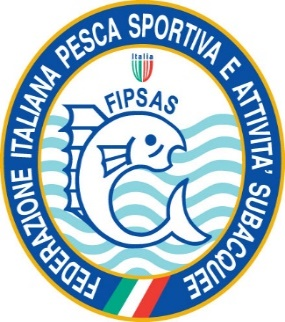 FEDERAZIONE ITALIANA PESCA SPORTIVA E ATTIVITA' SUBACQUEE
Italia
FIPSAS